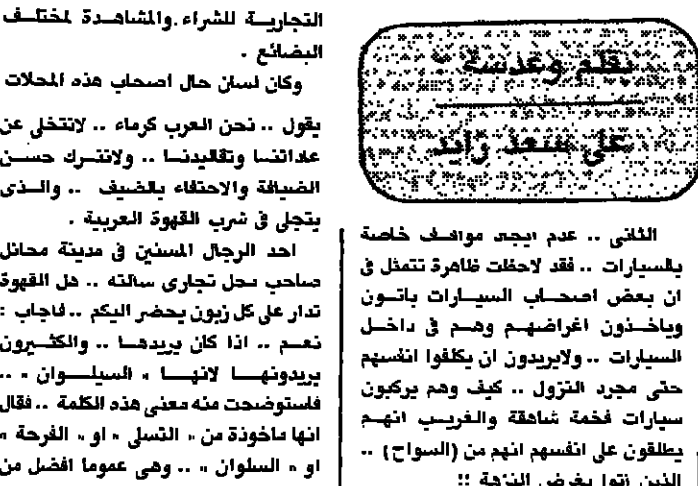 بقلم وعدسة :
علي سعد زايد
الثانى .. عدم ايجد مواقف خاصة
بالسيارات .. فقد لاحظت ظاهرة تتمثل فى
ان بعض اصحاب السيارات ياتون
وياخذون اغراضهم وهم فى داخل
السيارات .. ولايريدون ان يكلفوا انفسهم
حتى مجرد النزول .. كيف وهم يركبون
سيارات فخمة شاهقة والغريب انهم
يطلقون على انفسهم انهم من (السواح) ..
الذين اتوا بغرض النزهة !!
التجارية للشراء والمشاهدة لمختلف
البضائع .
وكان لسان حال اصحاب هذه المحلات
يقول .. نحن العرب كرماء .. لانتخلى عن
عاداتنا وتقاليدنا .. ولانترك حسن
الضيافة والاحتفاء بالضيف .. والذى
يتجلى فى شرب القهوة العربية .
احد الرجال المسنين فى مدينة محائل
صاحب محل تجارى سالته .. هل القهوة
تدار على كل زبون يحضر اليكم .. فاجاب :
نعم .. اذا كان يريدها .. والكثيرون
يريدونها لانها « السيلوان » ..
فاستوضحت منه معنى هذه الكلمة .. فقال
انها ماخوذة من « التسلى » او « الفرحة »
او « السلوان » .. وهى عموما افضل من